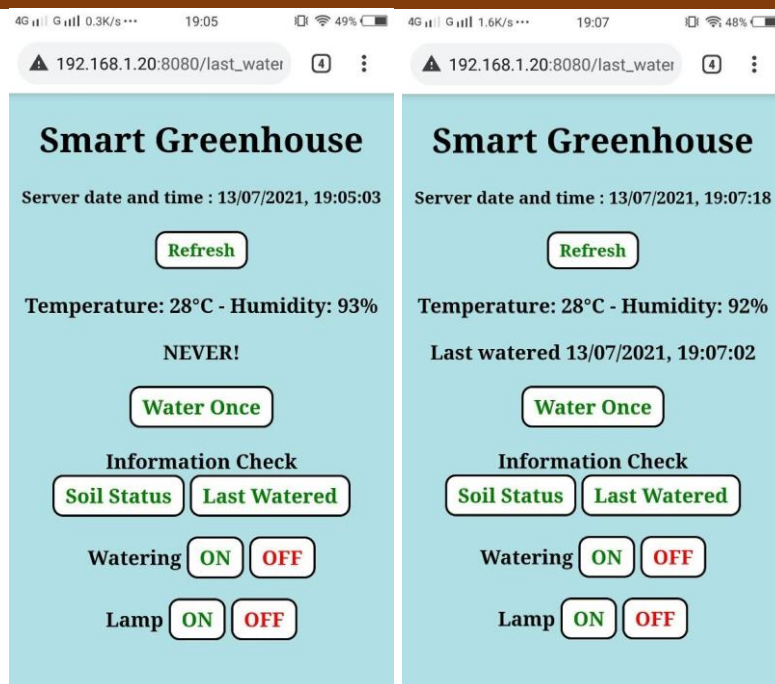 4G G 0.3K/s ··· 19:05 49%
192.168.1.20:8080/last_water 4
Smart Greenhouse
Server date and time : 13/07/2021, 19:05:03
Refresh
Temperature: 28°C - Humidity: 93%
NEVER!
Water Once
Information Check
Soil Status Last Watered
Watering ON OFF
Lamp ON OFF
4G G 1.6K/s ··· 19:07 48%
192.168.1.20:8080/last_water 4
Smart Greenhouse
Server date and time : 13/07/2021, 19:07:18
Refresh
Temperature: 28°C - Humidity: 92%
Last watered 13/07/2021, 19:07:02
Water Once
Information Check
Soil Status Last Watered
Watering ON OFF
Lamp ON OFF